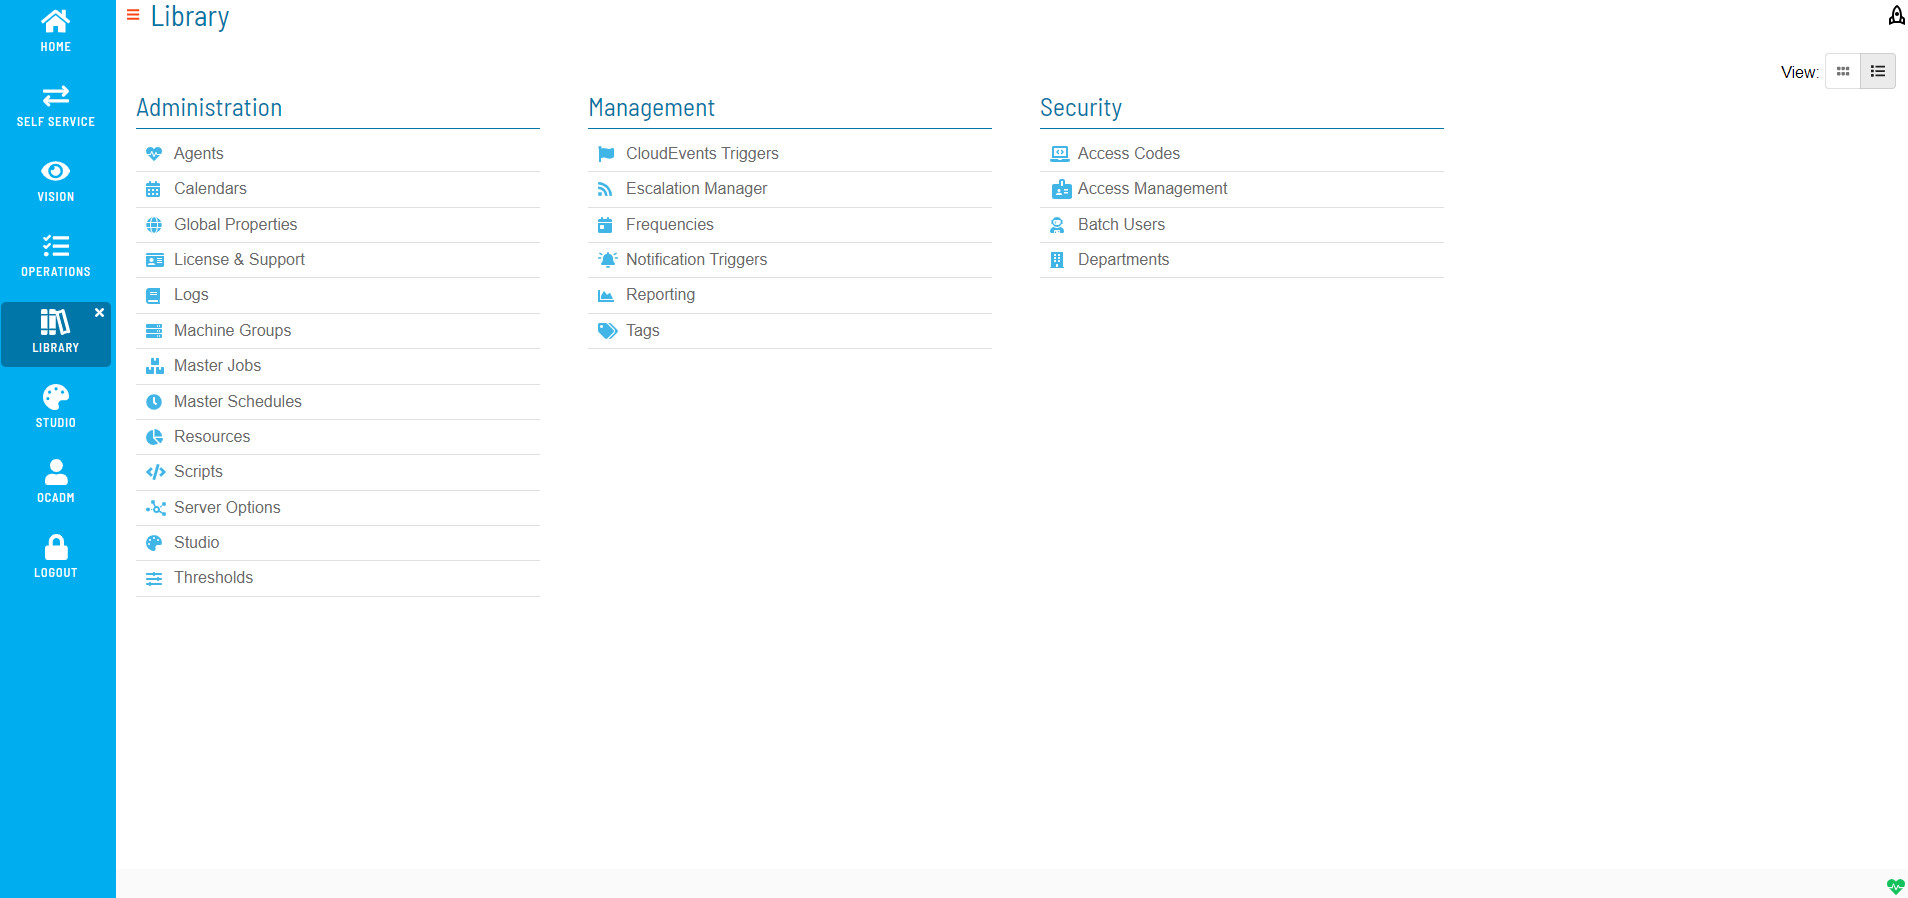 HOME
SELF SERVICE
VISION
OPERATIONS
LIBRARY
STUDIO
OCADM
LOGOUT
Library
View:
Administration
Agents
Calendars
Global Properties
License & Support
Logs
Machine Groups
Master Jobs
Master Schedules
Resources
Scripts
Server Options
Studio
Thresholds
Management
CloudEvents Triggers
Escalation Manager
Frequencies
Notification Triggers
Reporting
Tags
Security
Access Codes
Access Management
Batch Users
Departments